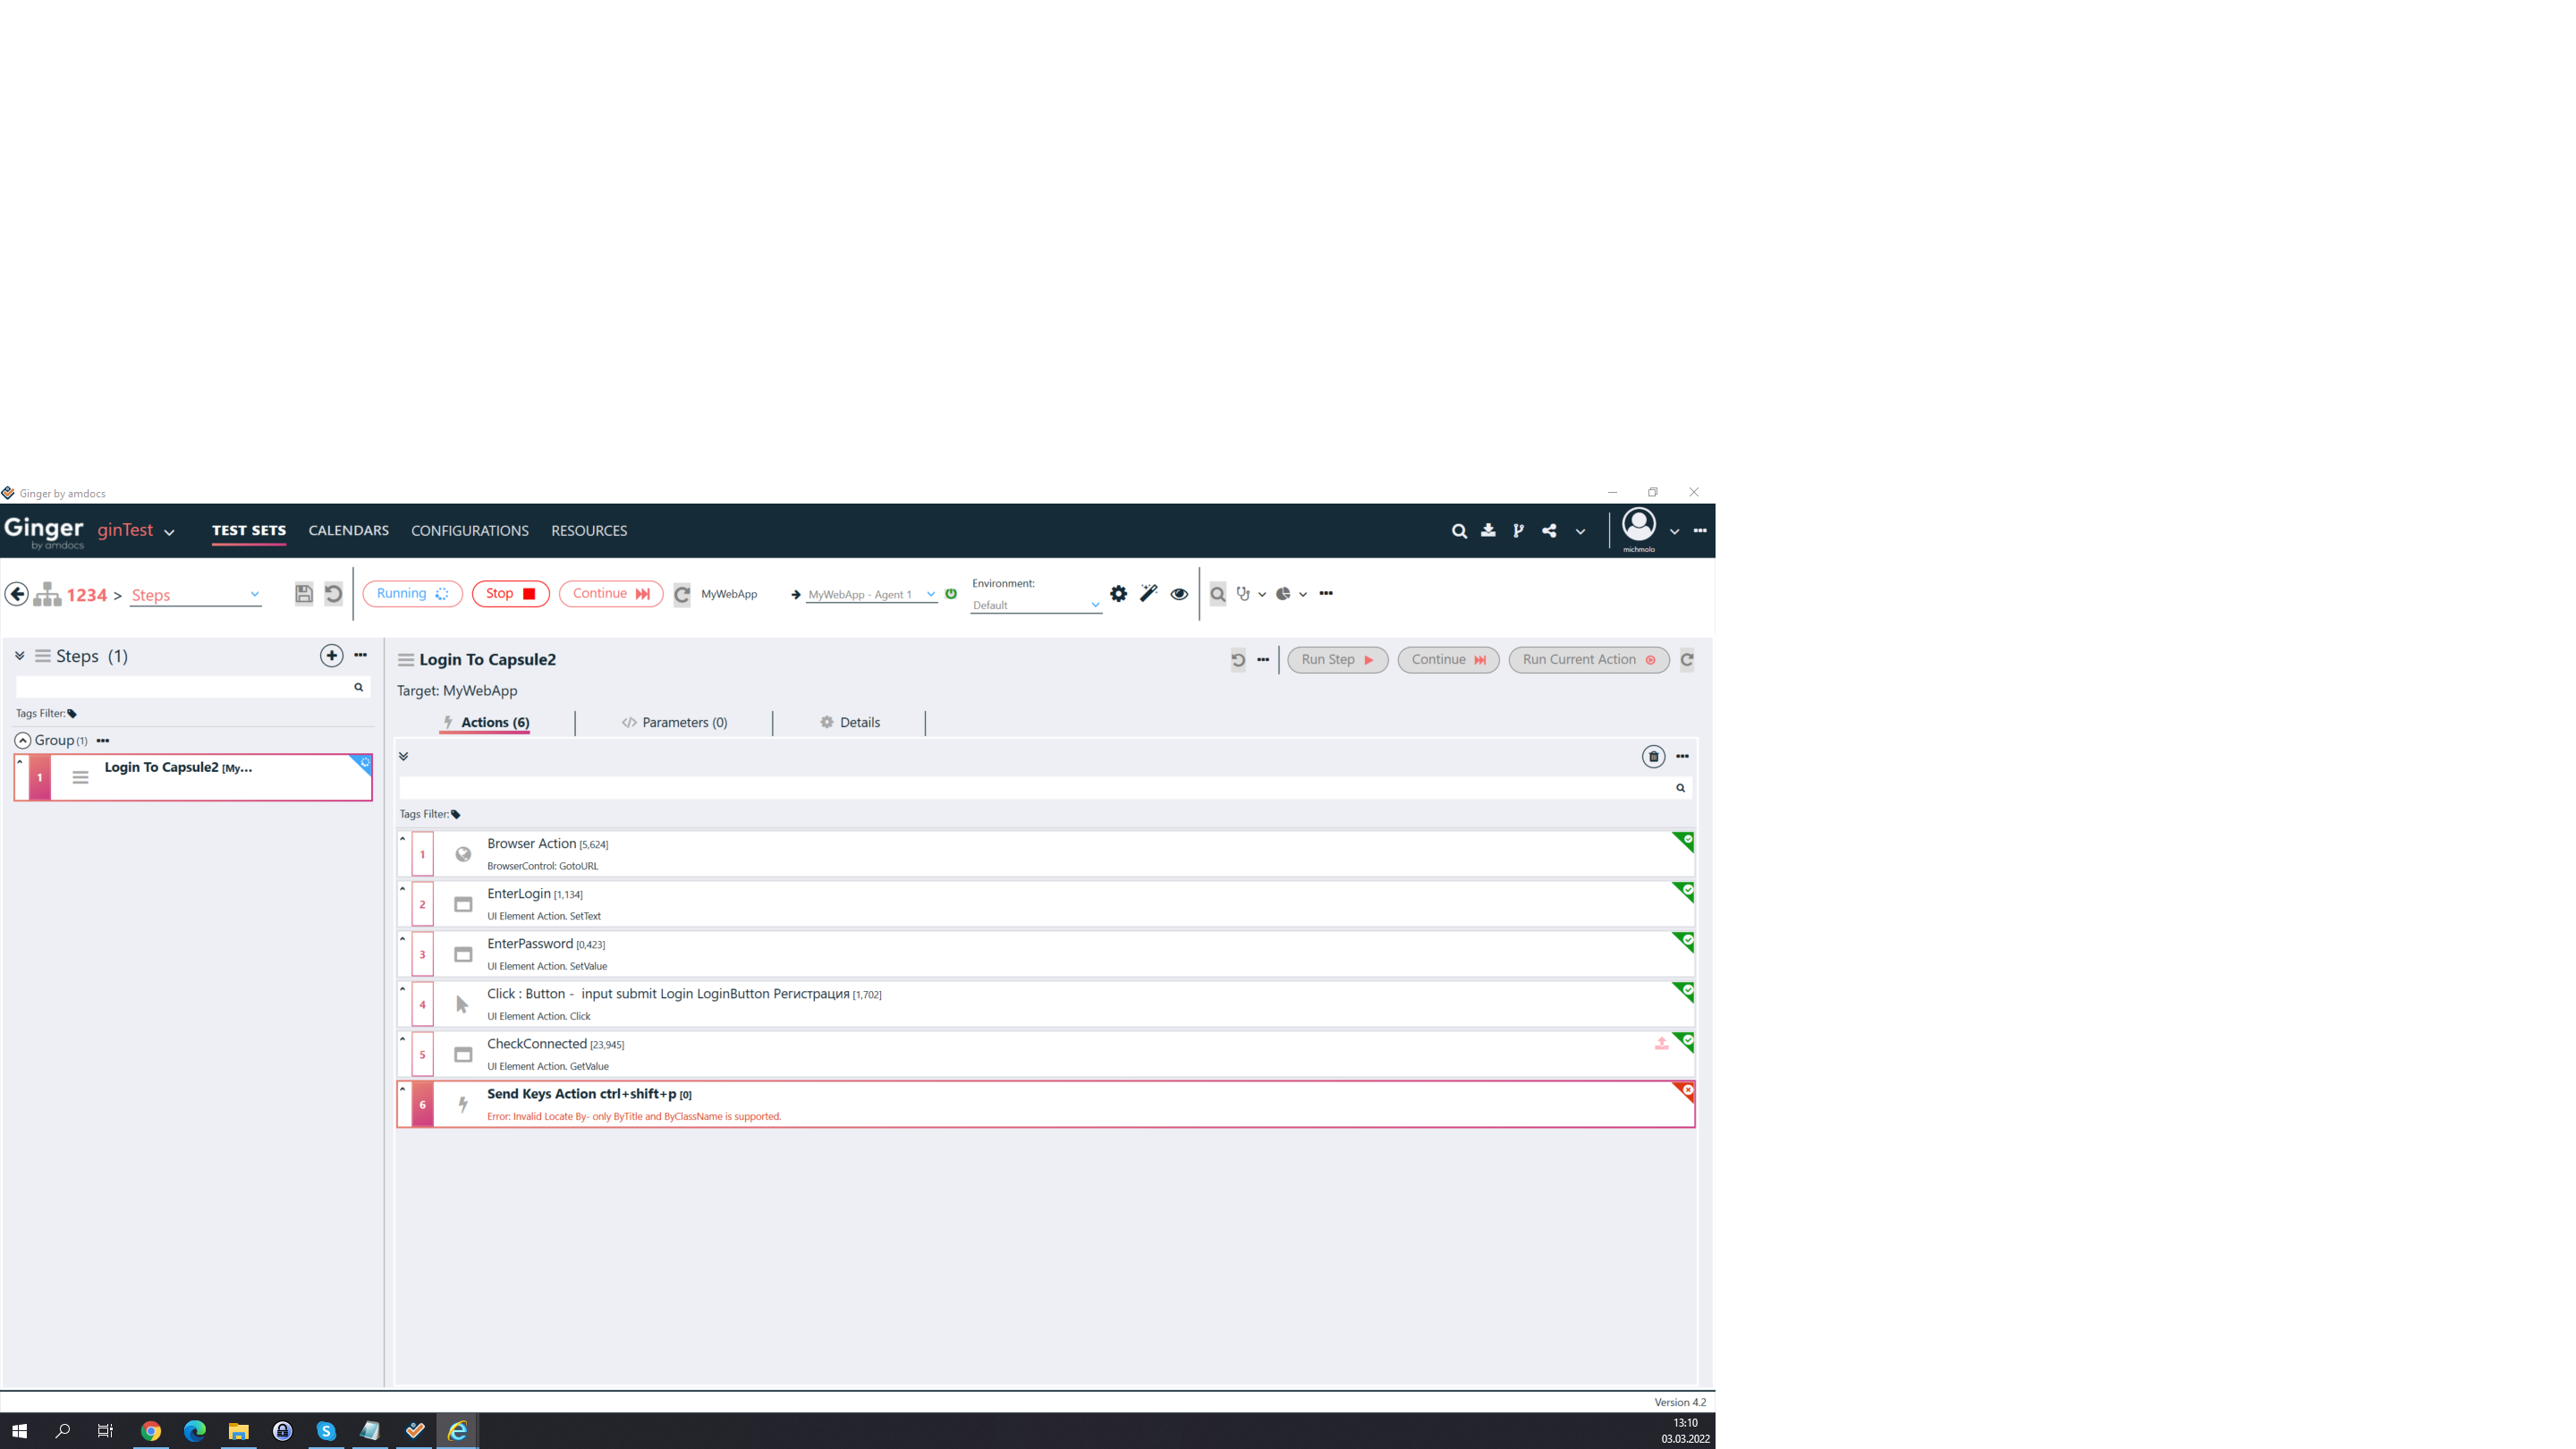 Ginger by amdocs
Ginger by amdocs ginTest TEST SETS CALENDARS CONFIGURATIONS RESOURCES michmolo
1234 > Steps Running Stop Continue MyWebApp MyWebApp - Agent 1 Environment: Default
Steps (1)
Tags Filter:
Group (1)
1 Login To Capsule2 [My...
Login To Capsule2 Run Step Continue Run Current Action
Target: MyWebApp
Actions (6) Parameters (0) Details
Tags Filter:
1 Browser Action [5,624]
BrowserControl: GotoURL
2 EnterLogin [1,134]
UI Element Action. SetText
3 EnterPassword [0,423]
UI Element Action. SetValue
4 Click : Button - input submit Login LoginButton Регистрация [1,702]
UI Element Action. Click
5 CheckConnected [23,945]
UI Element Action. GetValue
6 Send Keys Action ctrl+shift+p [0]
Error: Invalid Locate By- only ByTitle and ByClassName is supported.
Version 4.2
13:10
03.03.2022